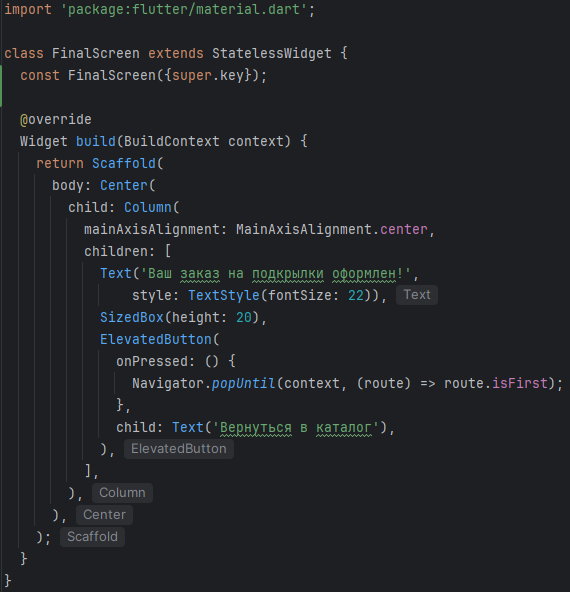 import 'package:flutter/material.dart';

class FinalScreen extends StatelessWidget {
  const FinalScreen({super.key});

  @override
  Widget build(BuildContext context) {
    return Scaffold(
      body: Center(
        child: Column(
          mainAxisAlignment: MainAxisAlignment.center,
          children: [
            Text('Ваш заказ на подкрылки оформлен!',
                style: TextStyle(fontSize: 22)), Text
            SizedBox(height: 20),
            ElevatedButton(
              onPressed: () {
                Navigator.popUntil(context, (route) => route.isFirst);
              },
              child: Text('Вернуться в каталог'),
            ), ElevatedButton
          ],
        ), Column
      ), Center
    ); Scaffold
  }
}